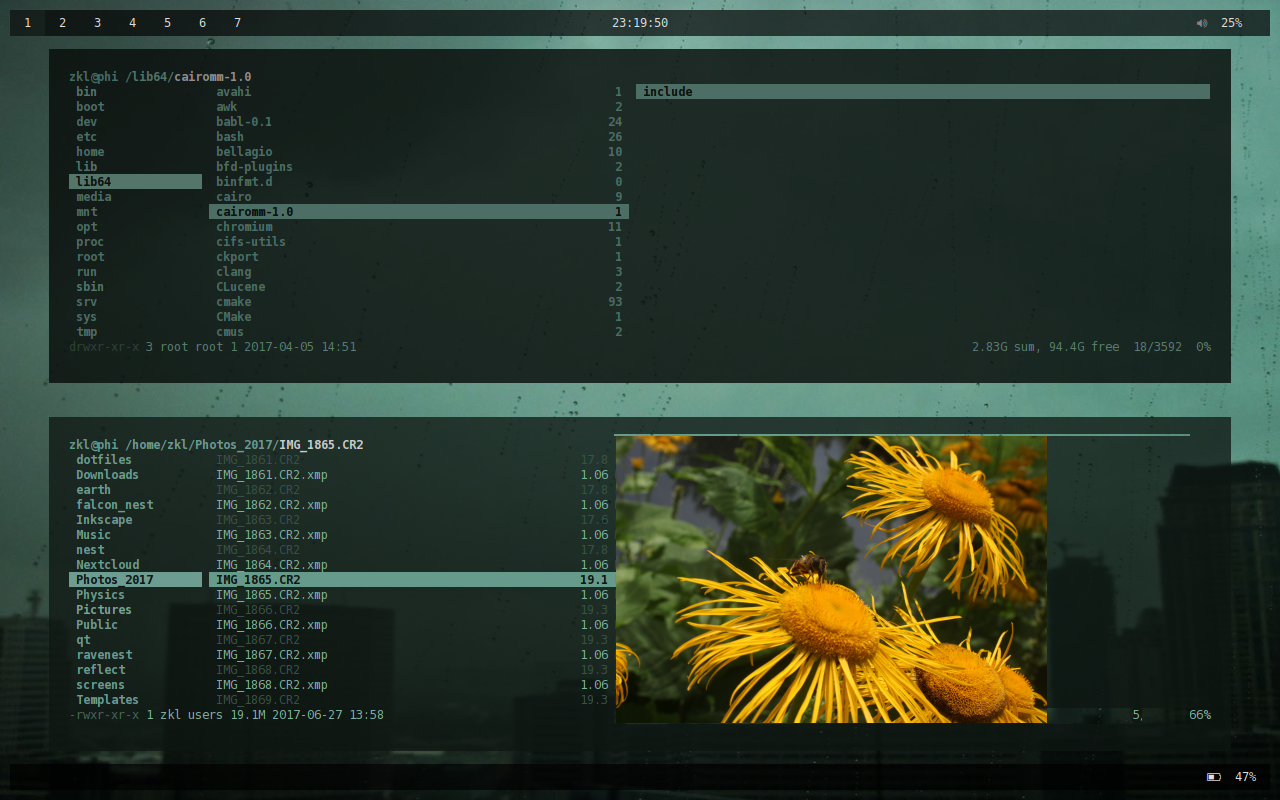 1 2 3 4 5 6 7 23:19:50 25%
zkl@phi /lib64/cairomm-1.0
bin avahi 1 include
boot awk 2
dev babl-0.1 24
etc bash 26
home bellagio 10
lib bfd-plugins 2
lib64 binfmt.d 0
media cairo 9
mnt cairomm-1.0 1
opt chromium 11
proc cifs-utils 1
root ckport 1
run clang 3
sbin CLucene 2
srv cmake 93
sys CMake 1
tmp cmus 2
drwxr-xr-x 3 root root 1 2017-04-05 14:51 2.83G sum, 94.4G free 18/3592 0%
zkl@phi /home/zkl/Photos_2017/IMG_1865.CR2
dotfiles IMG_1861.CR2 17.8
Downloads IMG_1861.CR2.xmp 1.06
earth IMG_1862.CR2 17.8
falcon_nest IMG_1862.CR2.xmp 1.06
Inkscape IMG_1863.CR2 17.6
Music IMG_1863.CR2.xmp 1.06
nest IMG_1864.CR2 17.8
Nextcloud IMG_1864.CR2.xmp 1.06
Photos_2017 IMG_1865.CR2 19.1
Physics IMG_1865.CR2.xmp 1.06
Pictures IMG_1866.CR2 19.3
Public IMG_1866.CR2.xmp 1.06
qt IMG_1867.CR2 19.3
ravenest IMG_1867.CR2.xmp 1.06
reflect IMG_1868.CR2 19.3
screens IMG_1868.CR2.xmp 1.06
Templates IMG_1869.CR2 19.3
-rwxr-xr-x 1 zkl users 19.1M 2017-06-27 13:58 5, 66%
47%